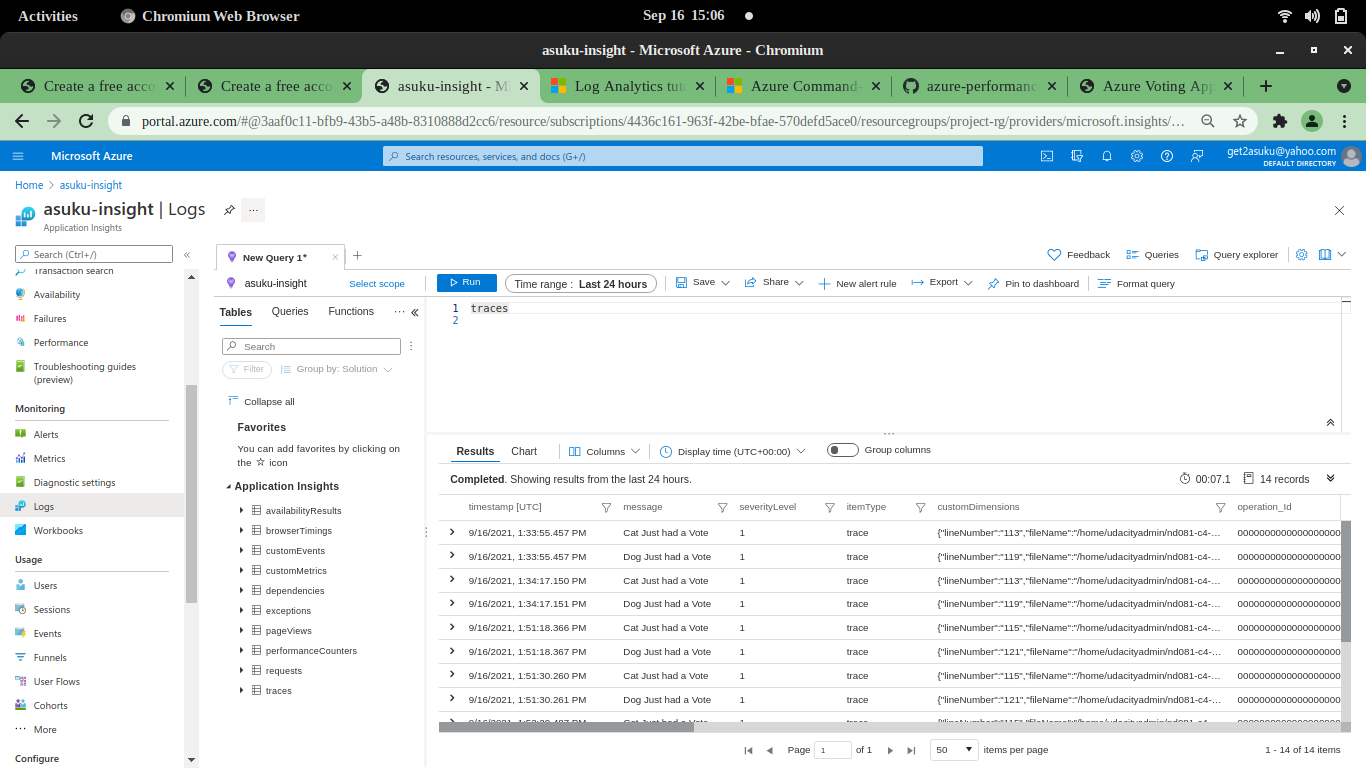 Activities Chromium Web Browser Sep 16 15:06
asuku-insight - Microsoft Azure - Chromium
Create a free acco Create a free acco asuku-insight - Mi Log Analytics tut Azure Command- azure-performanc Azure Voting App
portal.azure.com/#@3aaf0c11-bfb9-43b5-a48b-8310888d2cc6/resource/subscriptions/4436c161-963f-42be-bfae-570defd5ace0/resourcegroups/project-rg/providers/microsoft.insights/…
Microsoft Azure Search resources, services, and docs (G+/) get2asuku@yahoo.com
DEFAULT DIRECTORY
Home > asuku-insight
asuku-insight | Logs ...
Application Insights
Search (Ctrl+/) «
Transaction search
Availability
Failures
Performance
Troubleshooting guides
(preview)
Monitoring
Alerts
Metrics
Diagnostic settings
Logs
Workbooks
Usage
Users
Sessions
Events
Funnels
User Flows
Cohorts
... More
Configure
New Query 1* × + Feedback Queries Query explorer
asuku-insight Select scope Run Time range : Last 24 hours Save Share New alert rule Export Pin to dashboard Format query
Tables Queries Functions ... «
Search
Filter Group by: Solution
Collapse all
Favorites
You can add favorites by clicking on
the ☆ icon
Application Insights
availabilityResults
browserTimings
customEvents
customMetrics
dependencies
exceptions
pageViews
performanceCounters
requests
traces
1 traces
2
Results Chart Columns Display time (UTC+00:00) Group columns
Completed. Showing results from the last 24 hours. 00:07.1 14 records
timestamp [UTC] message severityLevel itemType customDimensions operation_Id
9/16/2021, 1:33:55.457 PM Cat Just had a Vote 1 trace {"lineNumber":"113","fileName":"/home/udacityadmin/nd081-c4-... 0000000000000000000
9/16/2021, 1:33:55.457 PM Dog Just had a Vote 1 trace {"lineNumber":"119","fileName":"/home/udacityadmin/nd081-c4-... 0000000000000000000
9/16/2021, 1:34:17.150 PM Cat Just had a Vote 1 trace {"lineNumber":"113","fileName":"/home/udacityadmin/nd081-c4-... 0000000000000000000
9/16/2021, 1:34:17.151 PM Dog Just had a Vote 1 trace {"lineNumber":"119","fileName":"/home/udacityadmin/nd081-c4-... 0000000000000000000
9/16/2021, 1:51:18.366 PM Cat Just had a Vote 1 trace {"lineNumber":"115","fileName":"/home/udacityadmin/nd081-c4-... 0000000000000000000
9/16/2021, 1:51:18.367 PM Dog Just had a Vote 1 trace {"lineNumber":"121","fileName":"/home/udacityadmin/nd081-c4-... 0000000000000000000
9/16/2021, 1:51:30.260 PM Cat Just had a Vote 1 trace {"lineNumber":"115","fileName":"/home/udacityadmin/nd081-c4-... 0000000000000000000
9/16/2021, 1:51:30.261 PM Dog Just had a Vote 1 trace {"lineNumber":"121","fileName":"/home/udacityadmin/nd081-c4-... 0000000000000000000
Page 1 of 1 50 items per page 1 - 14 of 14 items